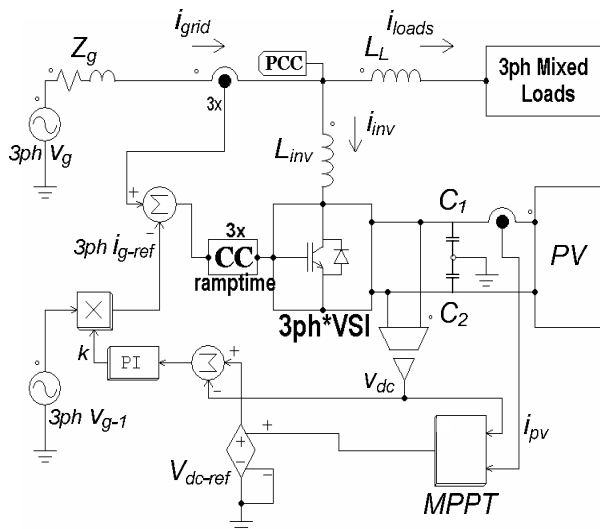 i_grid
i_loads
Z_g
PCC
L_L
3ph Mixed
Loads
3x
i_inv
3ph v_g
L_inv
+
Σ
−
3ph i_g-ref
3x
CC
ramptime
C_1
PV
C_2
3ph*VSI
×
k
PI
Σ
+
−
v_dc
3ph v_g-1
+
−
+
−
V_dc-ref
i_pv
MPPT